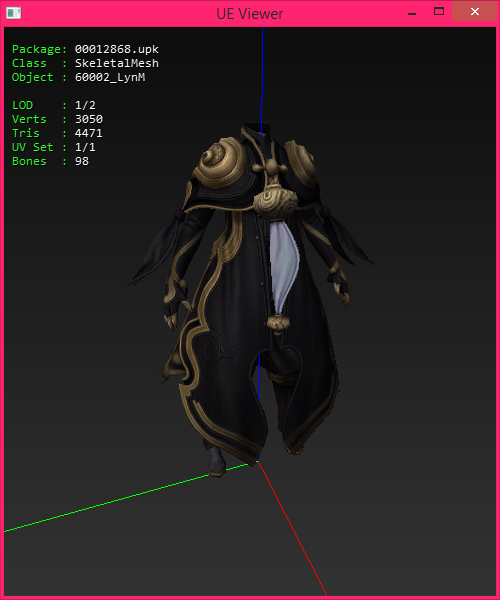 UE Viewer
Package: 00012868.upk
Class : SkeletalMesh
Object : 60002_LynM
LOD : 1/2
Verts : 3050
Tris : 4471
UV Set : 1/1
Bones : 98